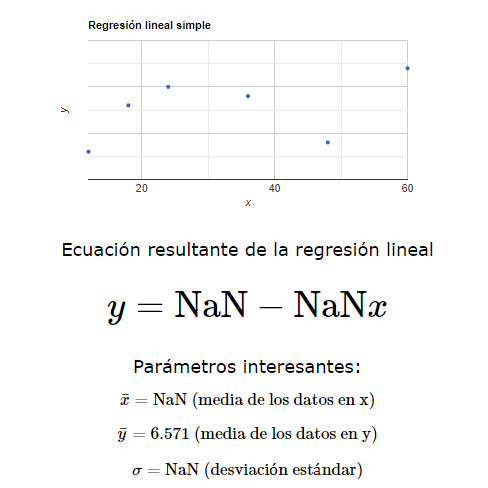 Regresión lineal simple
y
20 40 60
x
Ecuación resultante de la regresión lineal
y = NaN − NaNx
Parámetros interesantes:
x̄ = NaN (media de los datos en x)
ȳ = 6.571 (media de los datos en y)
σ = NaN (desviación estándar)